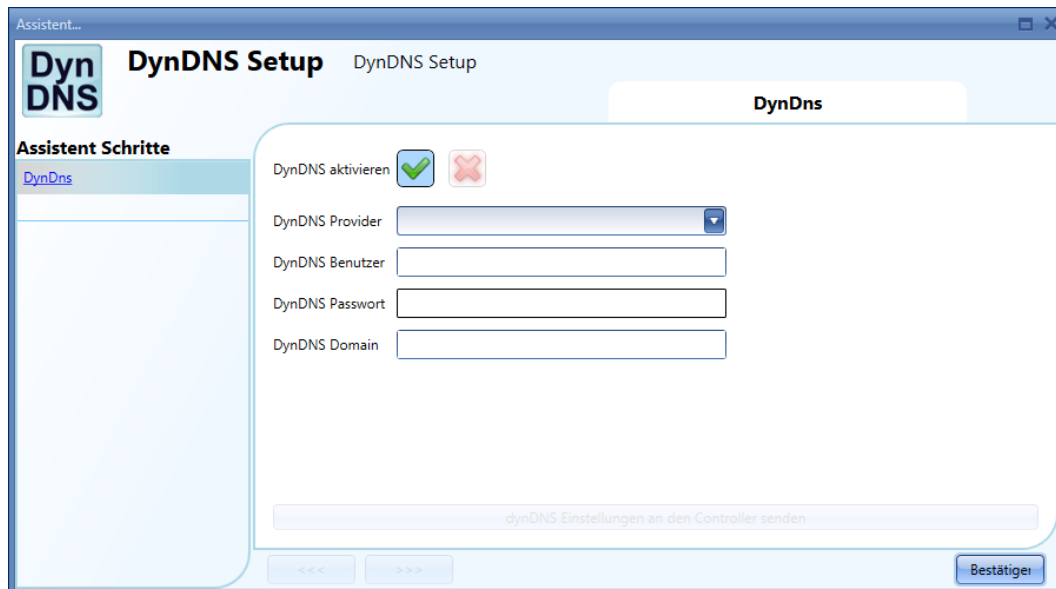 Assistent...
Dyn
DNS
DynDNS Setup DynDNS Setup
DynDns
Assistent Schritte
DynDns
DynDNS aktivieren
DynDNS Provider
DynDNS Benutzer
DynDNS Passwort
DynDNS Domain
dynDNS Einstellungen an den Controller senden
<<< >>>
Bestätiger